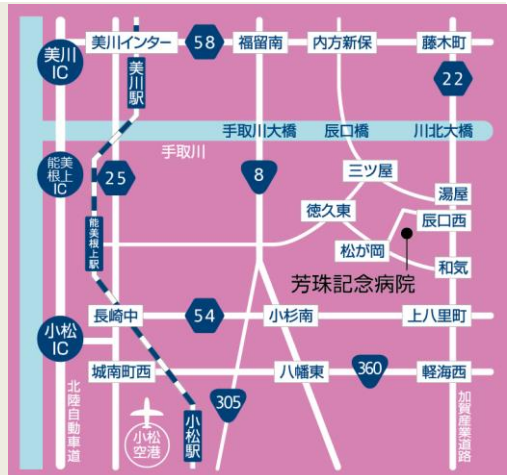 美川インター
58
福留南
内方新保
藤木町
美川
IC
美川駅
22
手取川大橋
辰口橋
川北大橋
手取川
能美
根上
IC
25
8
三ツ屋
湯屋
徳久東
辰口西
能美根上駅
松が岡
和気
芳珠記念病院
長崎中
54
小杉南
上八里町
小松
IC
城南町西
八幡東
360
軽海西
北陸自動車道
小松
空港
小松駅
305
加賀産業道路